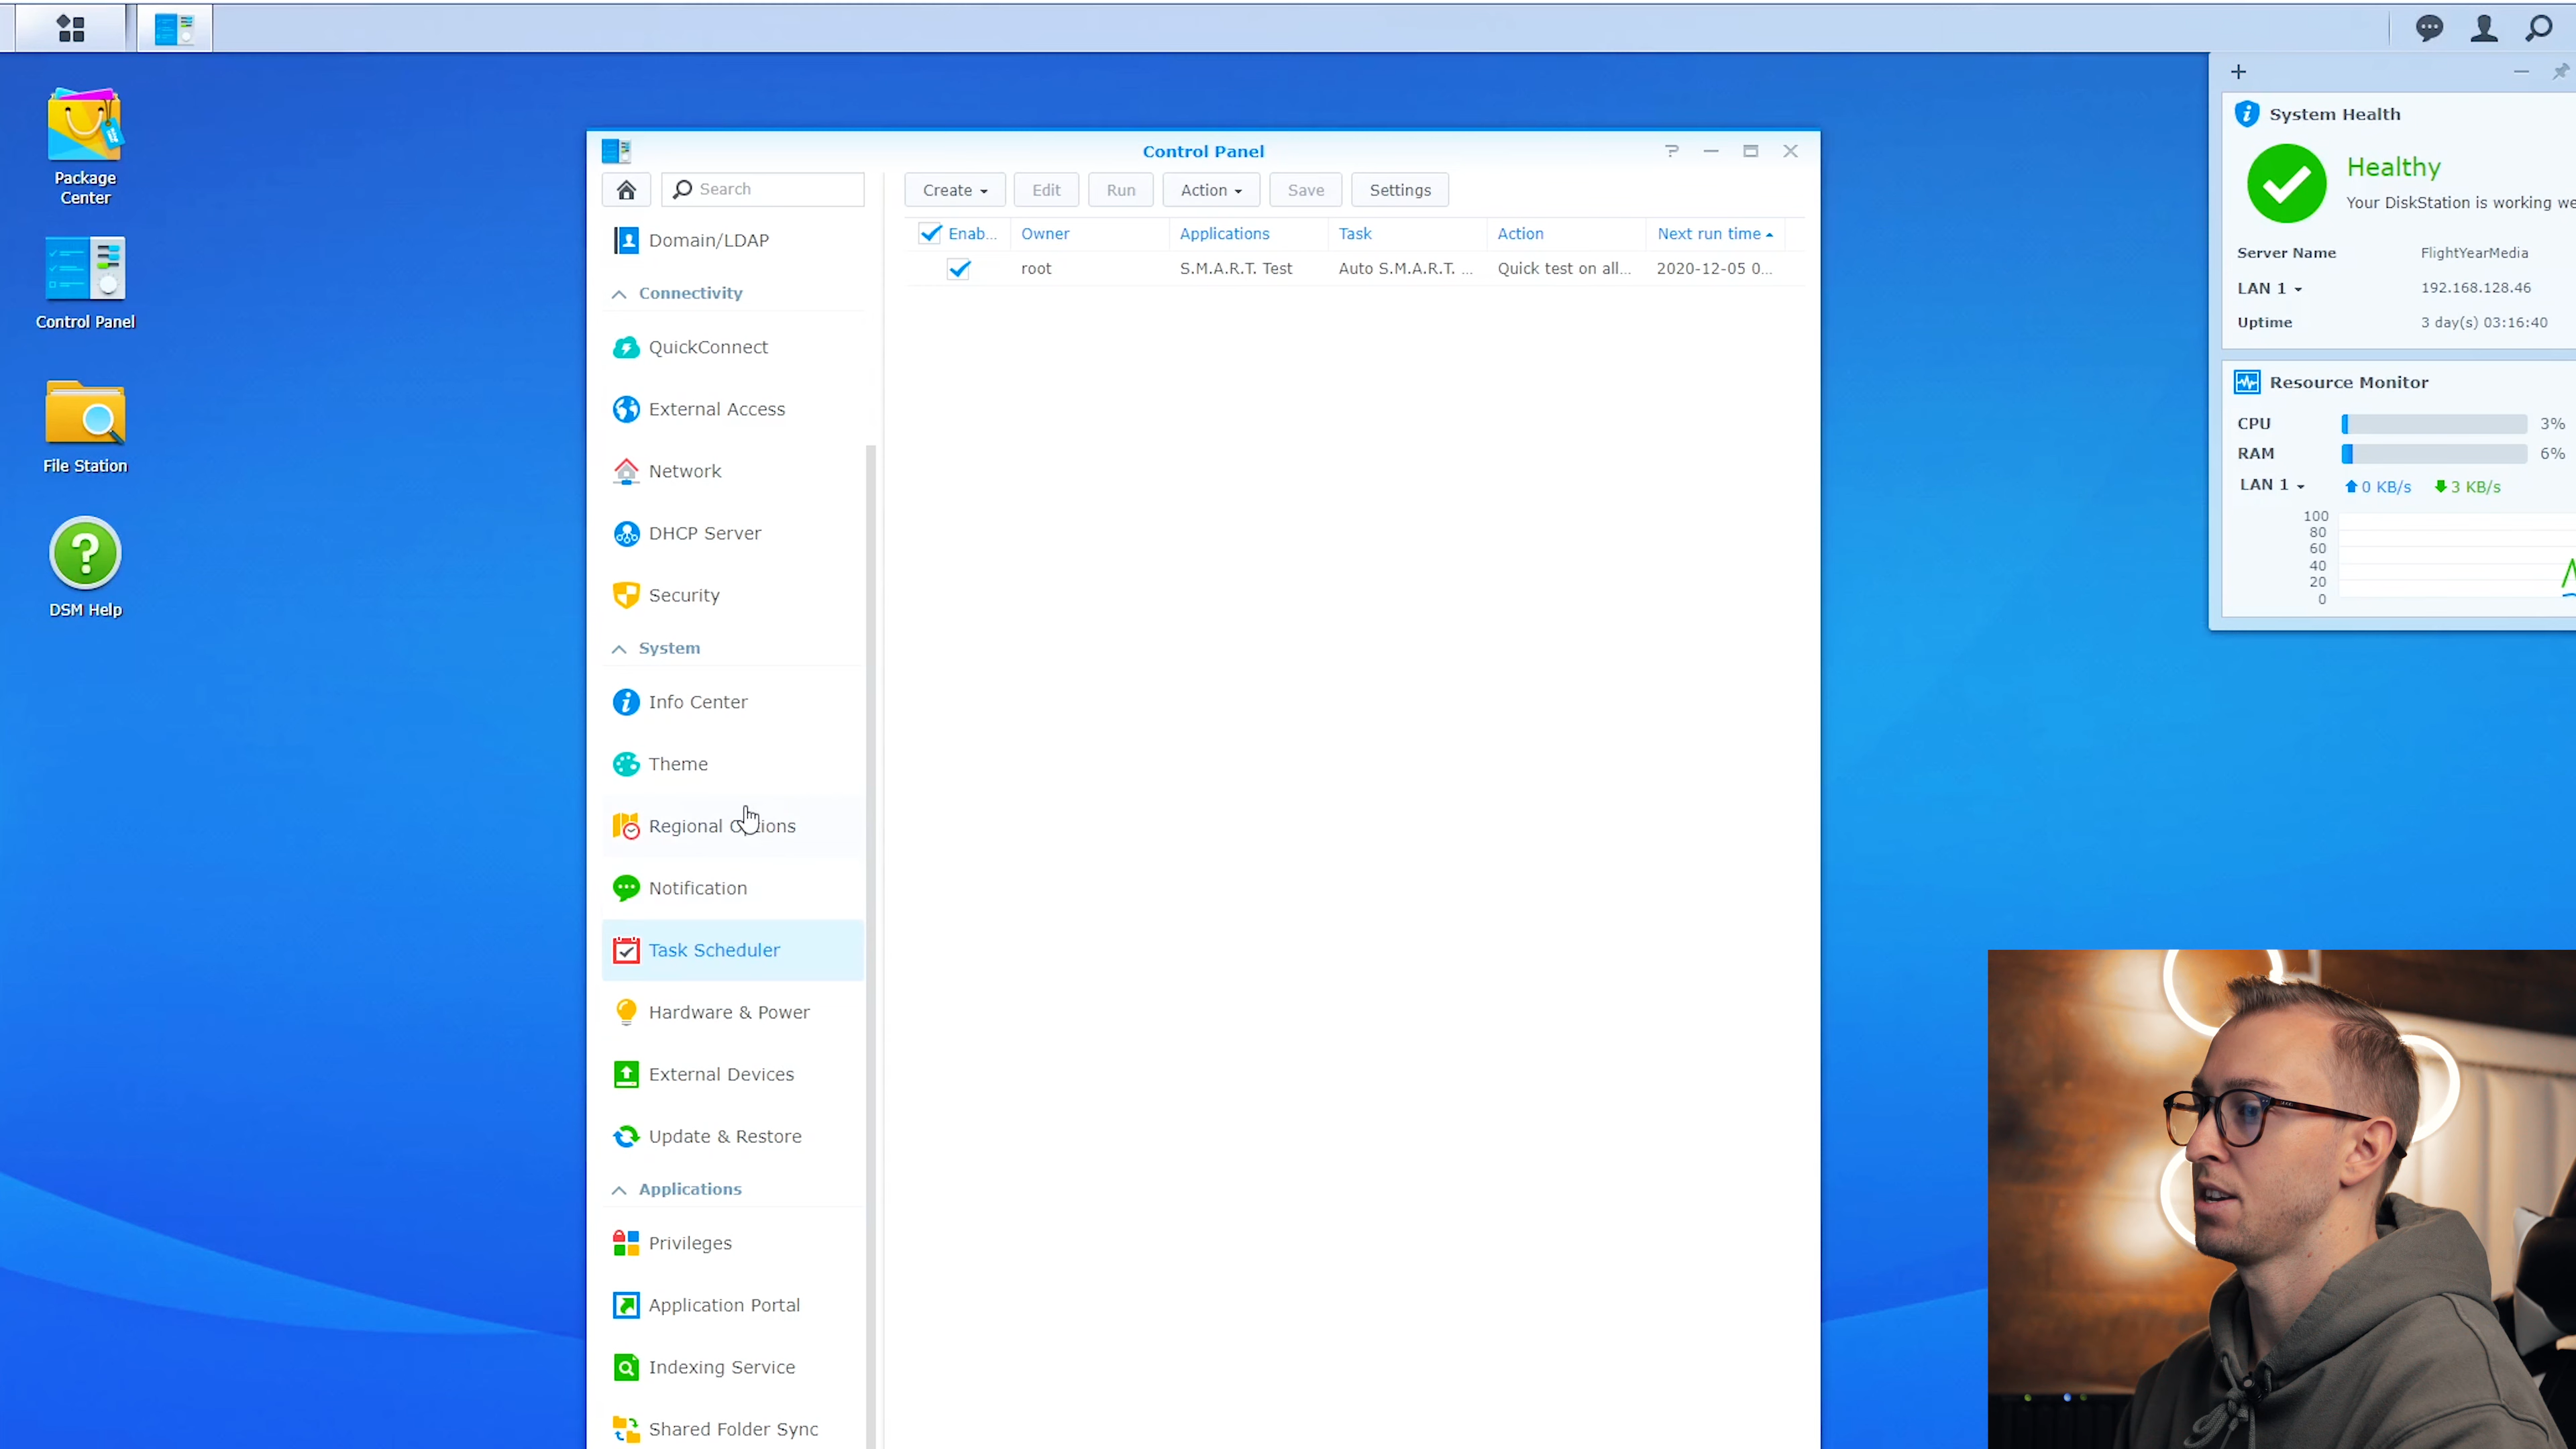 Package
Center
Control Panel
File Station
DSM Help
Control Panel
Search
Create
Edit
Run
Action
Save
Settings
Domain/LDAP
Connectivity
QuickConnect
External Access
Network
DHCP Server
Security
System
Info Center
Theme
Regional
Notification
Task Scheduler
Hardware & Power
External Devices
Update & Restore
Applications
Privileges
Application Portal
Indexing Service
Shared Folder Sync
Enab... Owner Applications Task Action Next run time
root S.M.A.R.T. Test Auto S.M.A.R.T. ... Quick test on all... 2020-12-05 0...
System Health
Healthy
Your DiskStation is working
Server Name FlightYearMedia
LAN 1 192.168.128.46
Uptime 3 day(s) 03:16:40
Resource Monitor
CPU 3%
RAM 6%
LAN 1 0 KB/s 3 KB/s
100
80
60
40
20
0